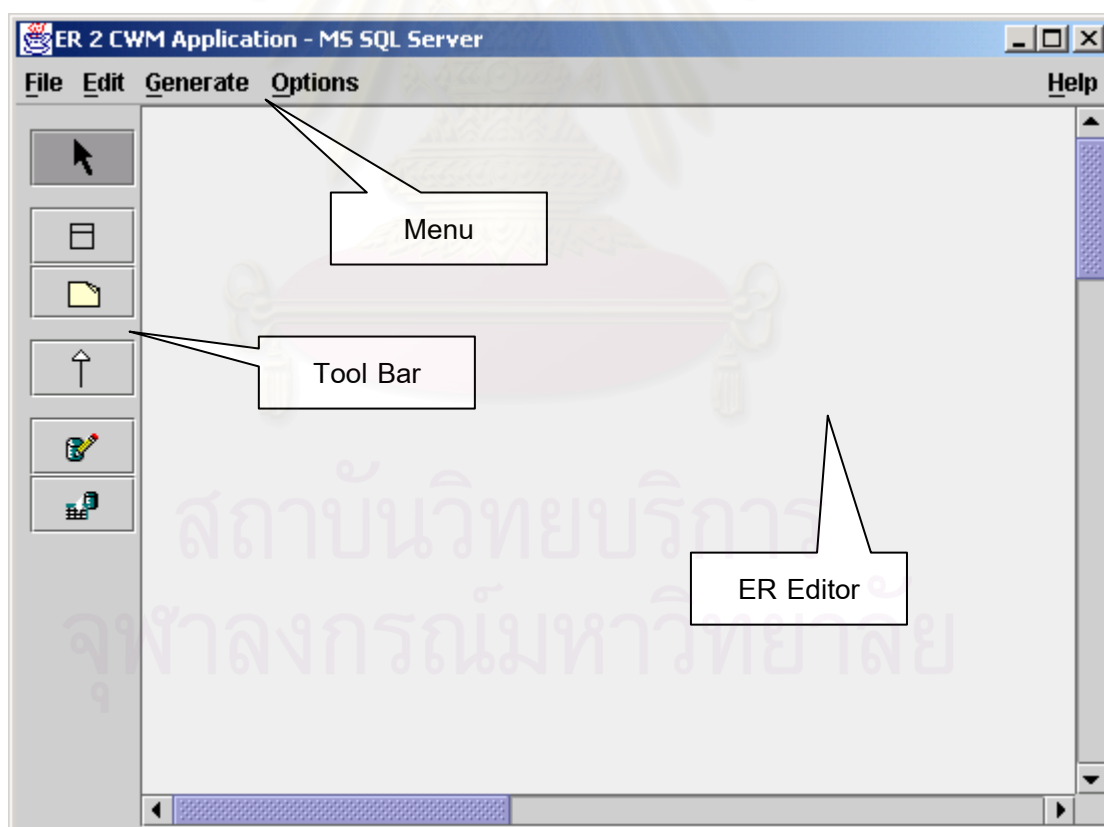 ER 2 CWM Application - MS SQL Server
File Edit Generate Options Help
Menu
Tool Bar
สถาบันวิทยบริการ
ER Editor
จุฬาลงกรณ์มหาวิทยาลัย